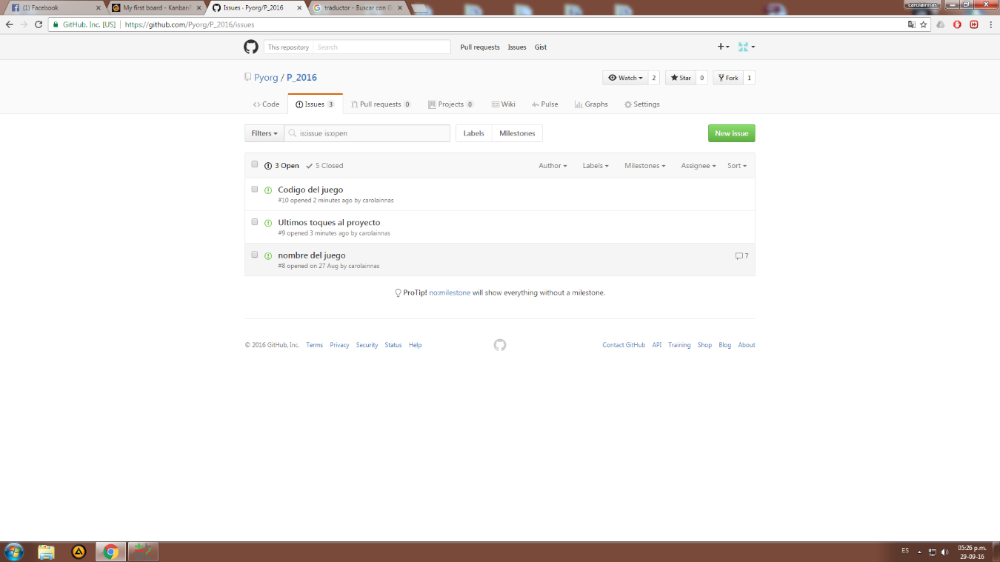 (1) Facebook
My first board - KanbanF
Issues - Pyorg/P_2016
traductor - Buscar con G
carolainnas
GitHub, Inc. [US]
https://github.com/Pyorg/P_2016/issues
This repository
Search
Pull requests
Issues
Gist
Pyorg / P_2016
Watch 2
Star 0
Fork 1
Code
Issues 3
Pull requests 0
Projects 0
Wiki
Pulse
Graphs
Settings
Filters
is:issue is:open
Labels
Milestones
New issue
3 Open
5 Closed
Author
Labels
Milestones
Assignee
Sort
Codigo del juego
#10 opened 2 minutes ago by carolainnas
Ultimos toques al proyecto
#9 opened 3 minutes ago by carolainnas
nombre del juego
7
#8 opened on 27 Aug by carolainnas
ProTip! no:milestone will show everything without a milestone.
© 2016 GitHub, Inc. Terms Privacy Security Status Help
Contact GitHub API Training Shop Blog About
ES
05:26 p.m.
29-09-16